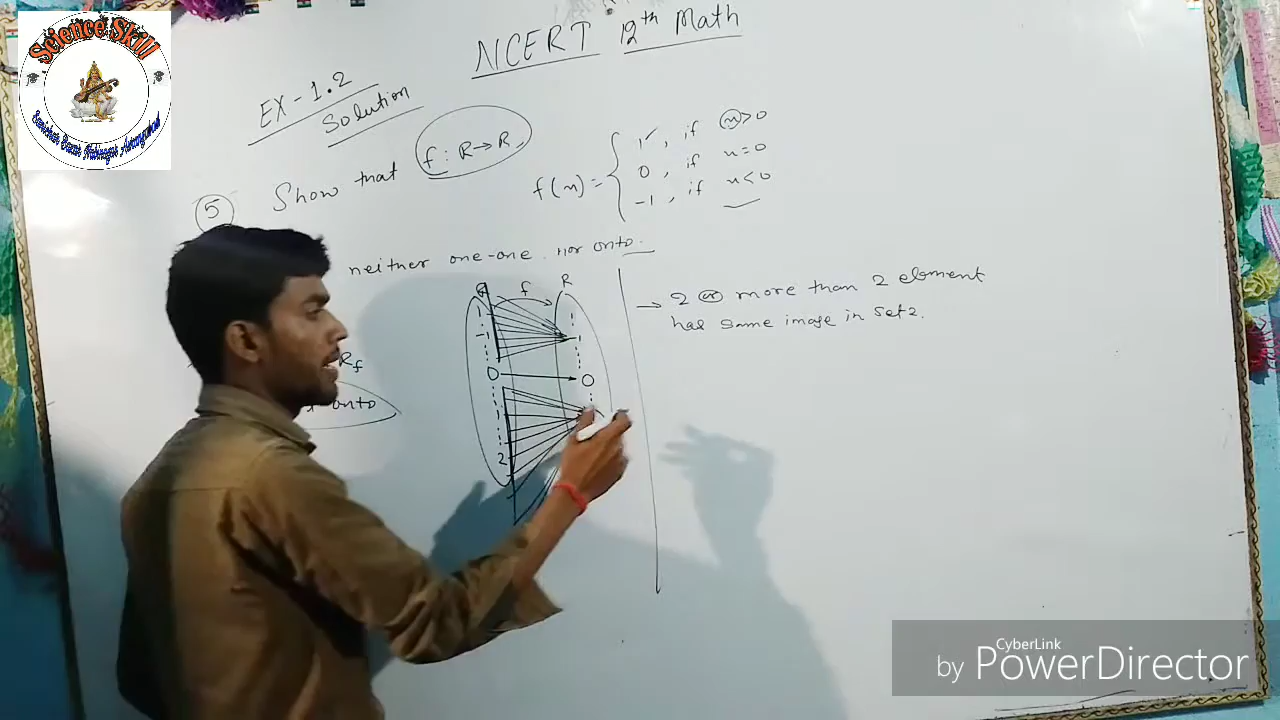 Science Skill
NCERT 12th Math
EX-1.2
Solution
5 Show that f : R→R
f(x) = { 1, if x>0
0, if x=0
-1, if x<0
neither one-one nor onto.
f R
-1 -1
0 0
2
Rf
onto
→ 2 or more than 2 element
has same image in set 2.
CyberLink
by PowerDirector